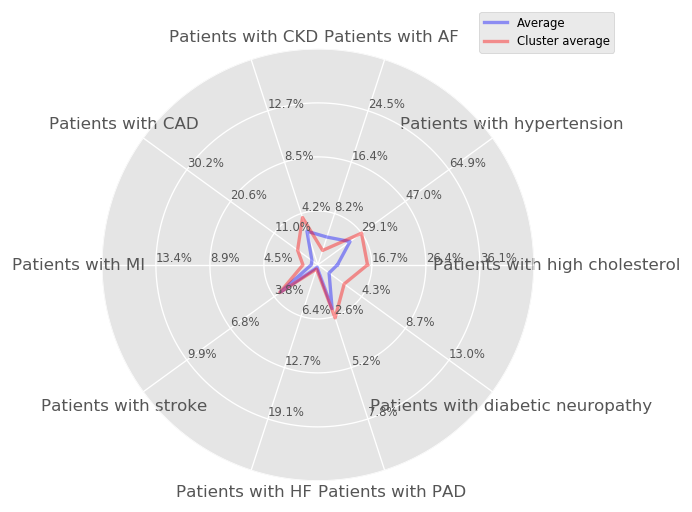 Average
Cluster average
Patients with CKD Patients with AF
12.7% 24.5%
Patients with CAD Patients with hypertension
8.5% 16.4%
30.2% 64.9%
20.6% 47.0%
4.2% 8.2%
11.0% 29.1%
Patients with MI 13.4% 8.9% 4.5% 16.7% 26.4% 36.1% Patients with high cholesterol
3.8% 4.3%
6.4% 2.6%
6.8% 8.7%
9.9% 13.0%
12.7% 5.2%
Patients with stroke Patients with diabetic neuropathy
19.1% 7.8%
Patients with HF Patients with PAD